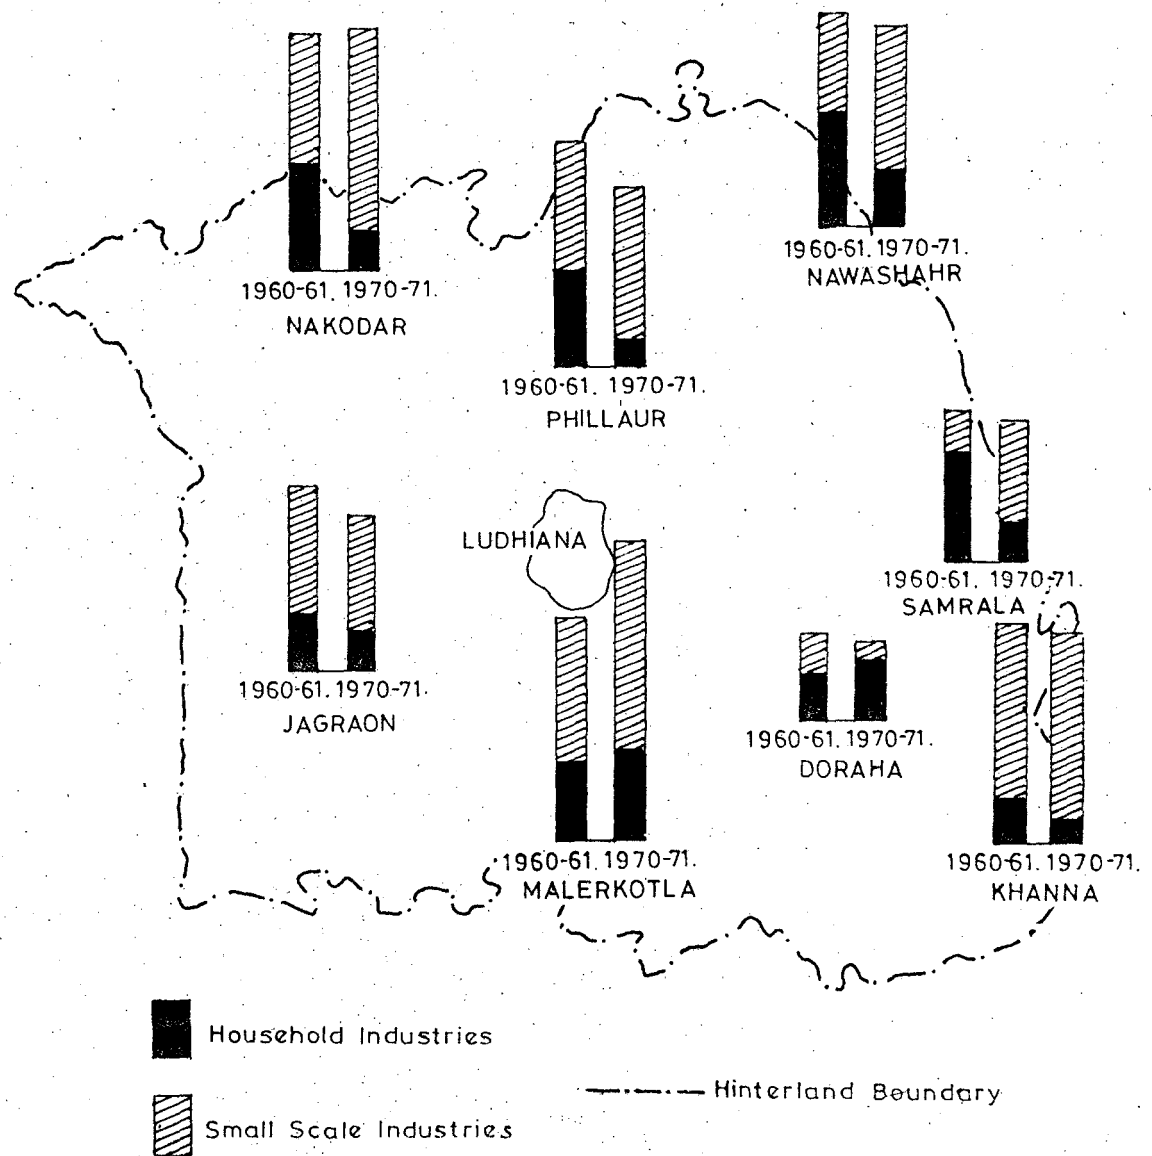 1960-61. 1970-71.
NAWASHAHR
1960-61. 1970-71.
NAKODAR
1960-61. 1970-71.
PHILLAUR
LUDHIANA
1960-61. 1970-71.
SAMRALA
1960-61. 1970-71.
JAGRAON
1960-61. 1970-71.
DORAHA
1960-61. 1970-71.
MALERKOTLA
1960-61. 1970-71.
KHANNA
Household Industries
Hinterland Boundary
Small Scale Industries